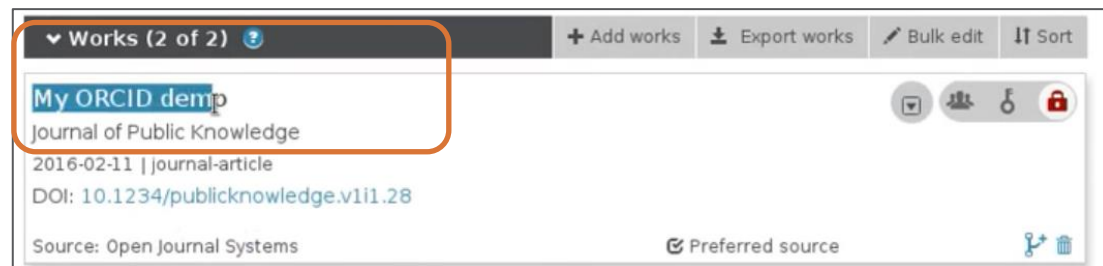 Works (2 of 2) ? + Add works Export works Bulk edit Sort
My ORCID demp
Journal of Public Knowledge
2016-02-11 | journal-article
DOI: 10.1234/publicknowledge.v1i1.28
Source: Open Journal Systems Preferred source